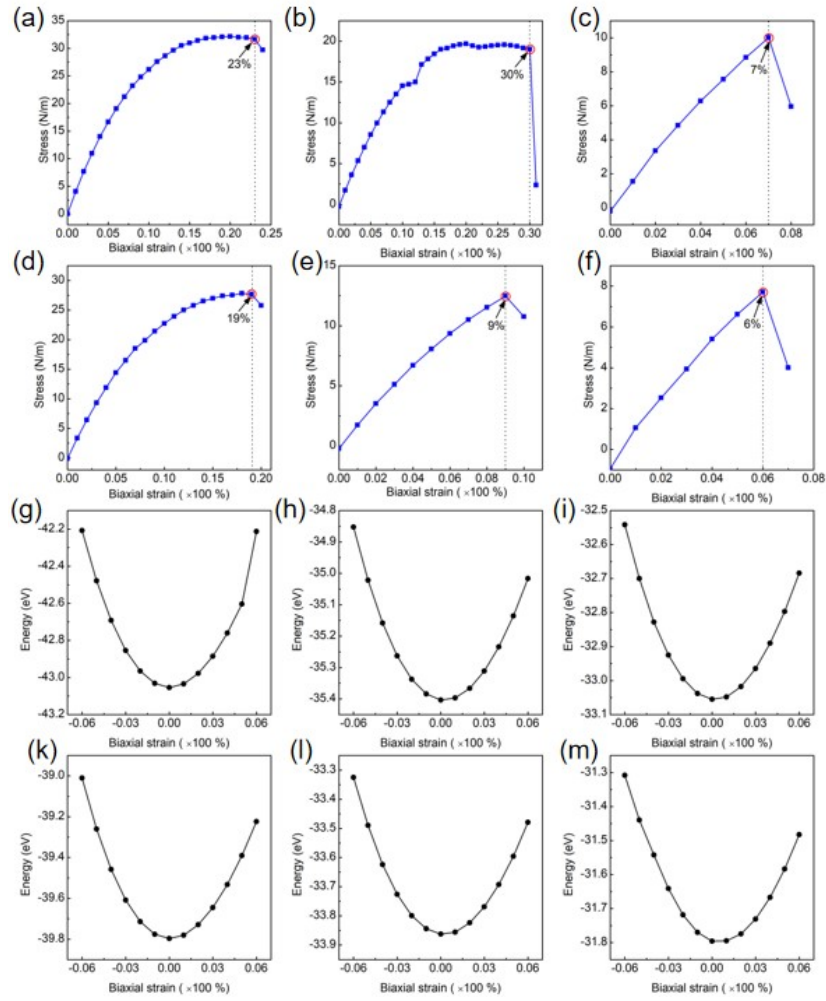 (a)
35
30
25
20
15
10
5
0
Stress (N/m)
23%
0.00 0.05 0.10 0.15 0.20 0.25
Biaxial strain ( ×100 %)
(b)
25
20
15
10
5
0
Stress (N/m)
30%
0.00 0.05 0.10 0.15 0.20 0.25 0.30
Biaxial strain ( ×100 %)
(c)
10
8
6
4
2
0
Stress (N/m)
7%
0.00 0.02 0.04 0.06 0.08
Biaxial strain ( ×100 %)
(d)
30
25
20
15
10
5
0
Stress (N/m)
19%
0.00 0.05 0.10 0.15 0.20
Biaxial strain ( ×100 %)
(e)
15
10
5
0
Stress (N/m)
9%
0.00 0.02 0.04 0.06 0.08 0.10
Biaxial strain ( ×100 %)
(f)
8
6
4
2
0
Stress (N/m)
6%
0.00 0.02 0.04 0.06 0.08
Biaxial strain ( ×100 %)
(g)
-42.2
-42.4
-42.6
-42.8
-43.0
-43.2
Energy (eV)
-0.06 -0.03 0.00 0.03 0.06
Biaxial strain ( ×100 %)
(h)
-34.8
-34.9
-35.0
-35.1
-35.2
-35.3
-35.4
Energy (eV)
-0.06 -0.03 0.00 0.03 0.06
Biaxial strain ( ×100 %)
(i)
-32.5
-32.6
-32.7
-32.8
-32.9
-33.0
-33.1
Energy (eV)
-0.06 -0.03 0.00 0.03 0.06
Biaxial strain ( ×100 %)
(k)
-39.0
-39.2
-39.4
-39.6
-39.8
Energy (eV)
-0.06 -0.03 0.00 0.03 0.06
Biaxial strain ( ×100 %)
(l)
-33.3
-33.4
-33.5
-33.6
-33.7
-33.8
-33.9
Energy (eV)
-0.06 -0.03 0.00 0.03 0.06
Biaxial strain ( ×100 %)
(m)
-31.3
-31.4
-31.5
-31.6
-31.7
-31.8
Energy (eV)
-0.06 -0.03 0.00 0.03 0.06
Biaxial strain ( ×100 %)